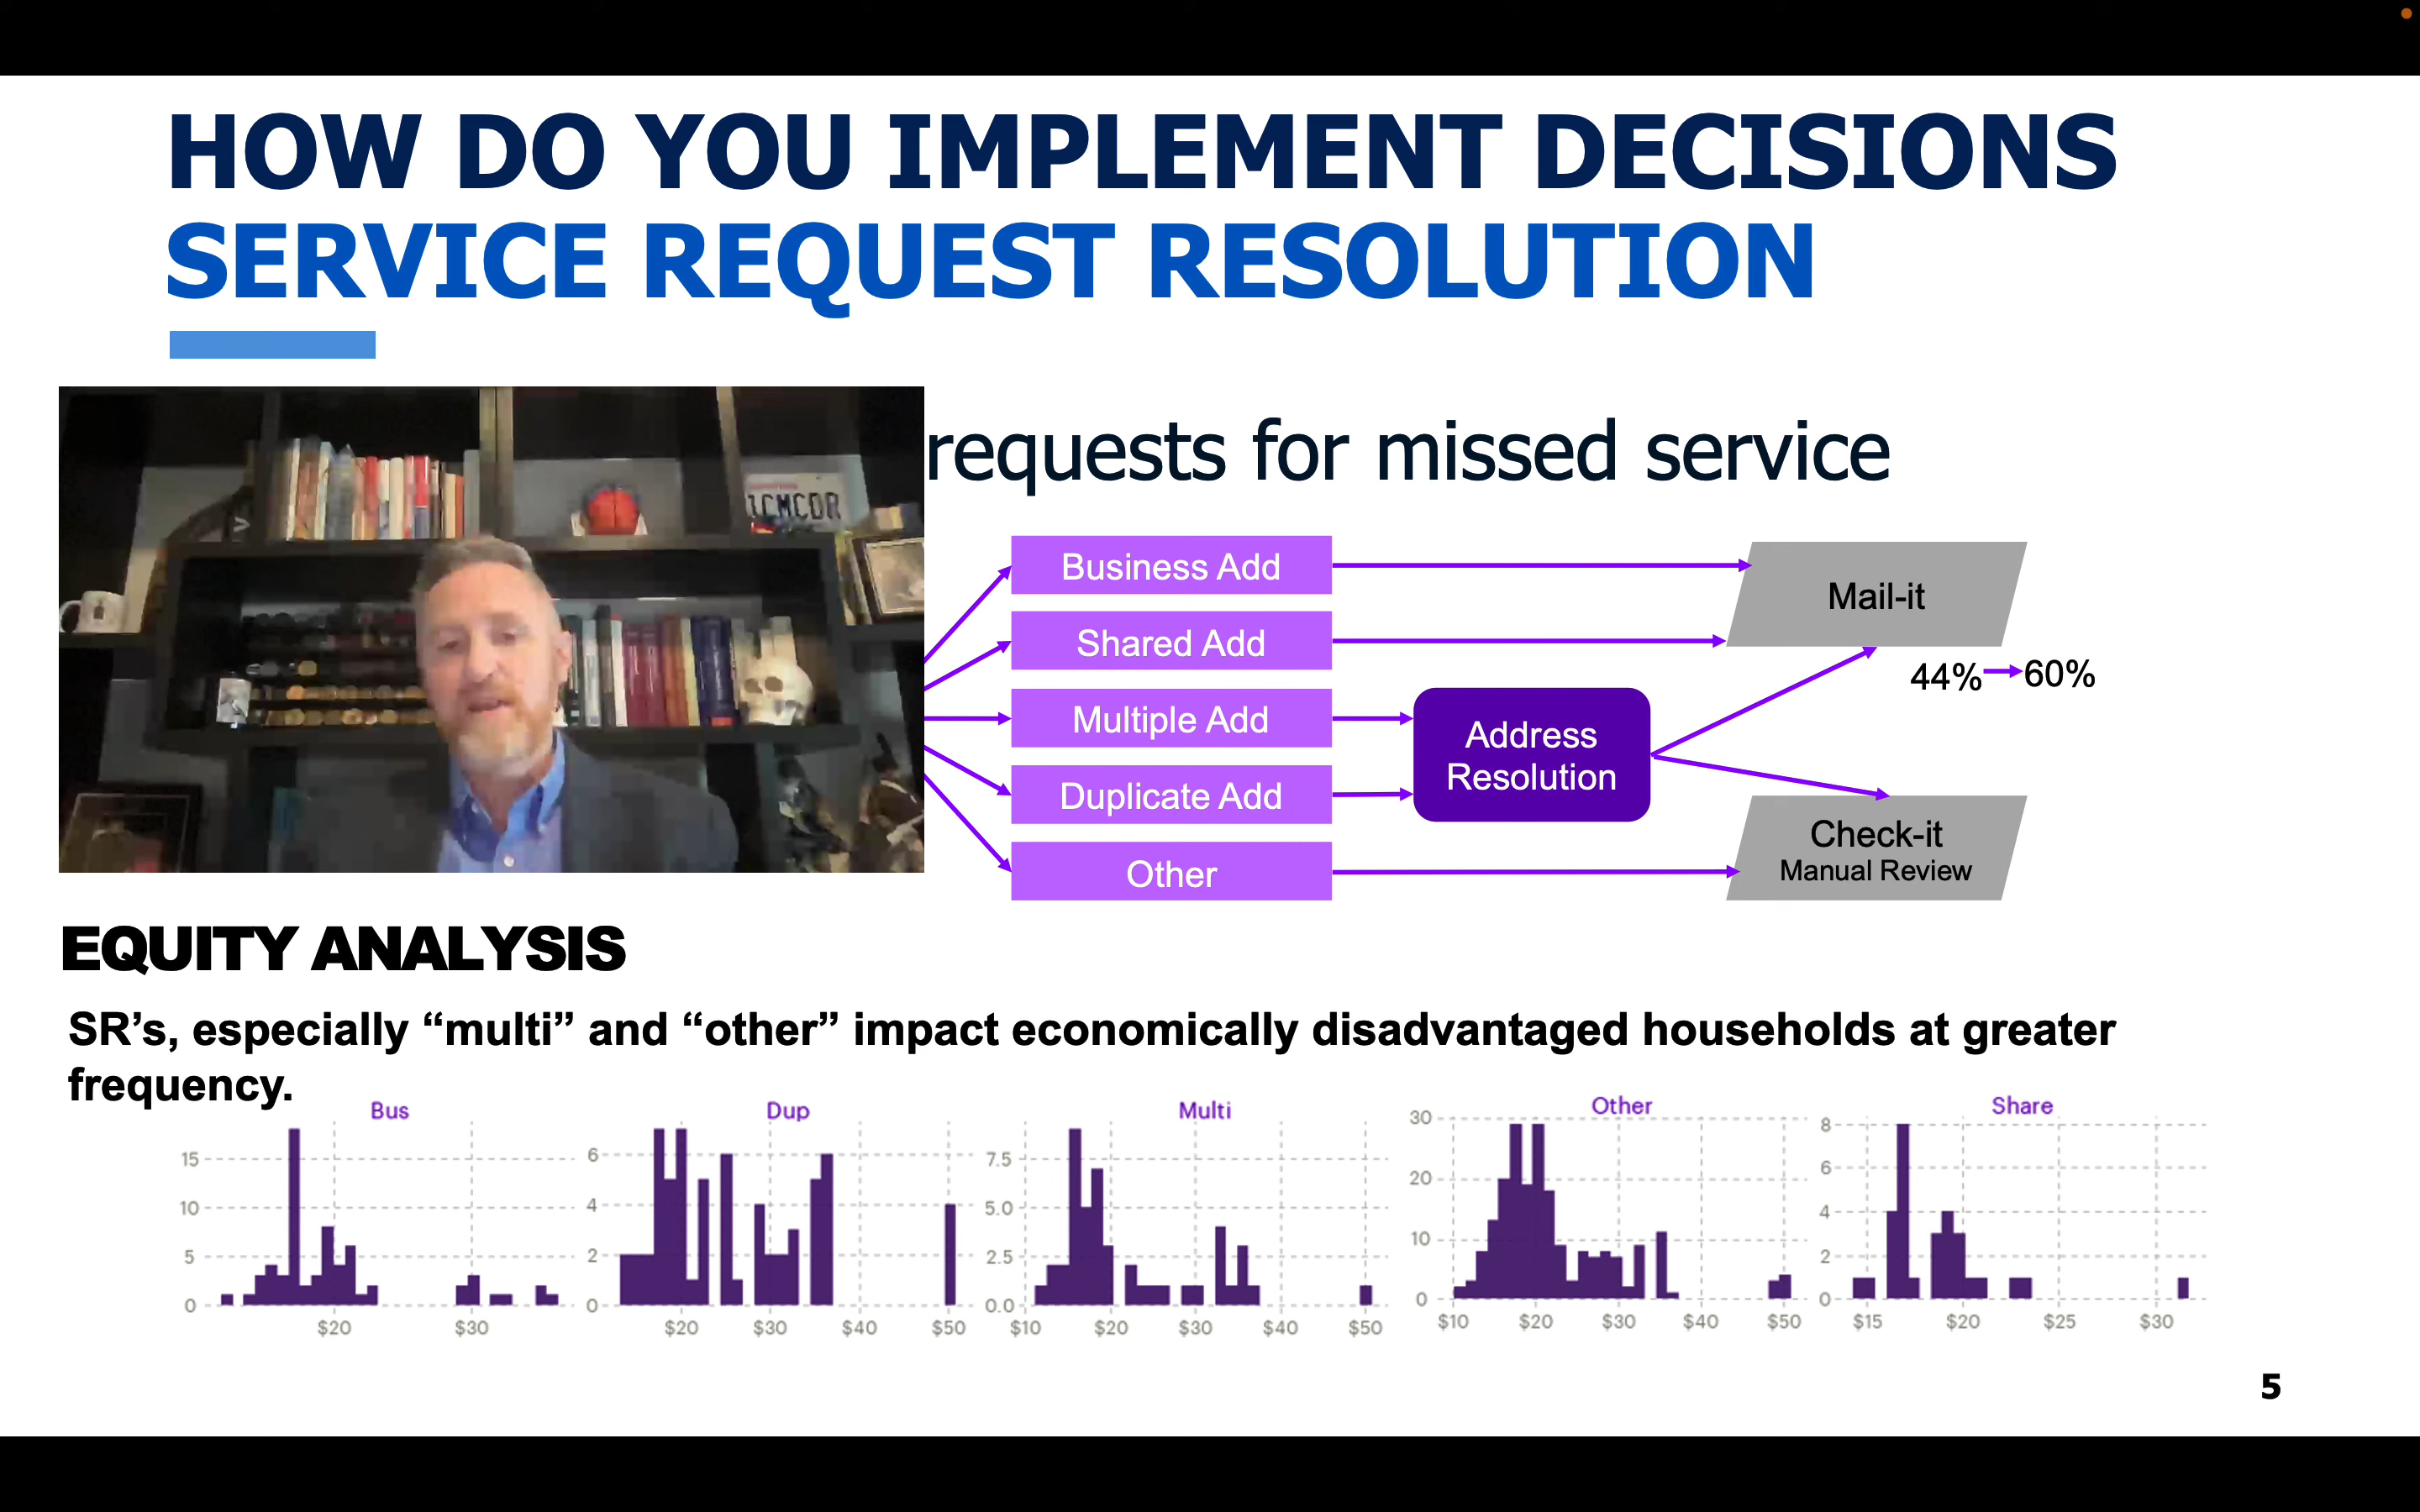 HOW DO YOU IMPLEMENT DECISIONS
SERVICE REQUEST RESOLUTION
requests for missed service
1CMCDR
Business Add
Shared Add
Multiple Add
Duplicate Add
Other
Address
Resolution
Mail-it
44%
60%
Check-it
Manual Review
EQUITY ANALYSIS
SR’s, especially “multi” and “other” impact economically disadvantaged households at greater
frequency.
Bus
15
10
5
0
$20
$30
Dup
6
4
2
0
$20
$30
$40
$50
Multi
7.5
5.0
2.5
0.0
$10
$20
$30
$40
$50
Other
30
20
10
0
$10
$20
$30
$40
$50
Share
8
6
4
2
0
$15
$20
$25
$30
5